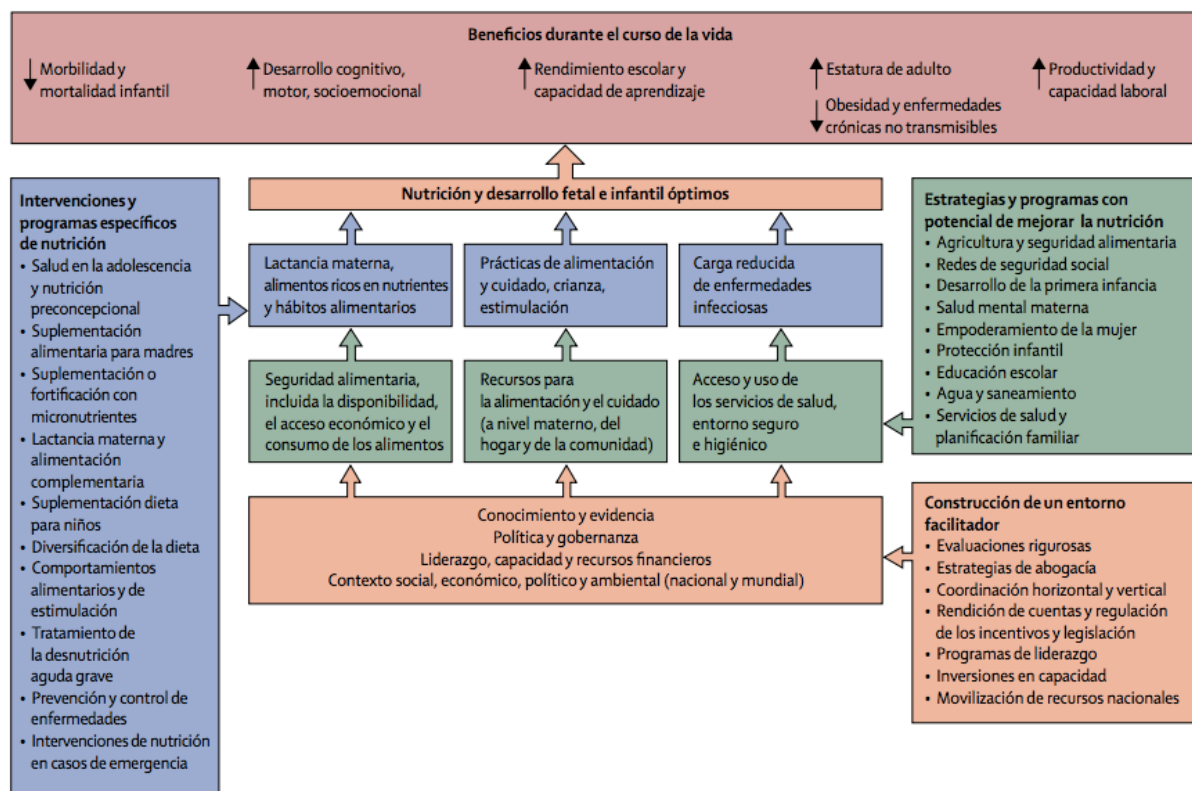 Beneficios durante el curso de la vida
Morbilidad y
mortalidad infantil
Desarrollo cognitivo,
motor, socioemocional
Rendimiento escolar y
capacidad de aprendizaje
Estatura de adulto
Obesidad y enfermedades
crónicas no transmisibles
Productividad y
capacidad laboral
Intervenciones y
programas específicos
de nutrición
• Salud en la adolescencia
y nutrición
preconcepcional
• Suplementación
alimentaria para madres
• Suplementación o
fortificación con
micronutrientes
• Lactancia materna y
alimentación
complementaria
• Suplementación dieta
para niños
• Diversificación de la dieta
• Comportamientos
alimentarios y de
estimulación
• Tratamiento de
la desnutrición
aguda grave
• Prevención y control de
enfermedades
• Intervenciones de nutrición
en casos de emergencia
Nutrición y desarrollo fetal e infantil óptimos
Lactancia materna,
alimentos ricos en nutrientes
y hábitos alimentarios
Prácticas de alimentación
y cuidado, crianza,
estimulación
Carga reducida
de enfermedades
infecciosas
Seguridad alimentaria,
incluida la disponibilidad,
el acceso económico y el
consumo de los alimentos
Recursos para
la alimentación y el cuidado
(a nivel materno, del
hogar y de la comunidad)
Acceso y uso de
los servicios de salud,
entorno seguro
e higiénico
Conocimiento y evidencia
Política y gobernanza
Liderazgo, capacidad y recursos financieros
Contexto social, económico, político y ambiental (nacional y mundial)
Estrategias y programas con
potencial de mejorar la nutrición
• Agricultura y seguridad alimentaria
• Redes de seguridad social
• Desarrollo de la primera infancia
• Salud mental materna
• Empoderamiento de la mujer
• Protección infantil
• Educación escolar
• Agua y saneamiento
• Servicios de salud y
planificación familiar
Construcción de un entorno
facilitador
• Evaluaciones rigurosas
• Estrategias de abogacía
• Coordinación horizontal y vertical
• Rendición de cuentas y regulación
de los incentivos y legislación
• Programas de liderazgo
• Inversiones en capacidad
• Movilización de recursos nacionales